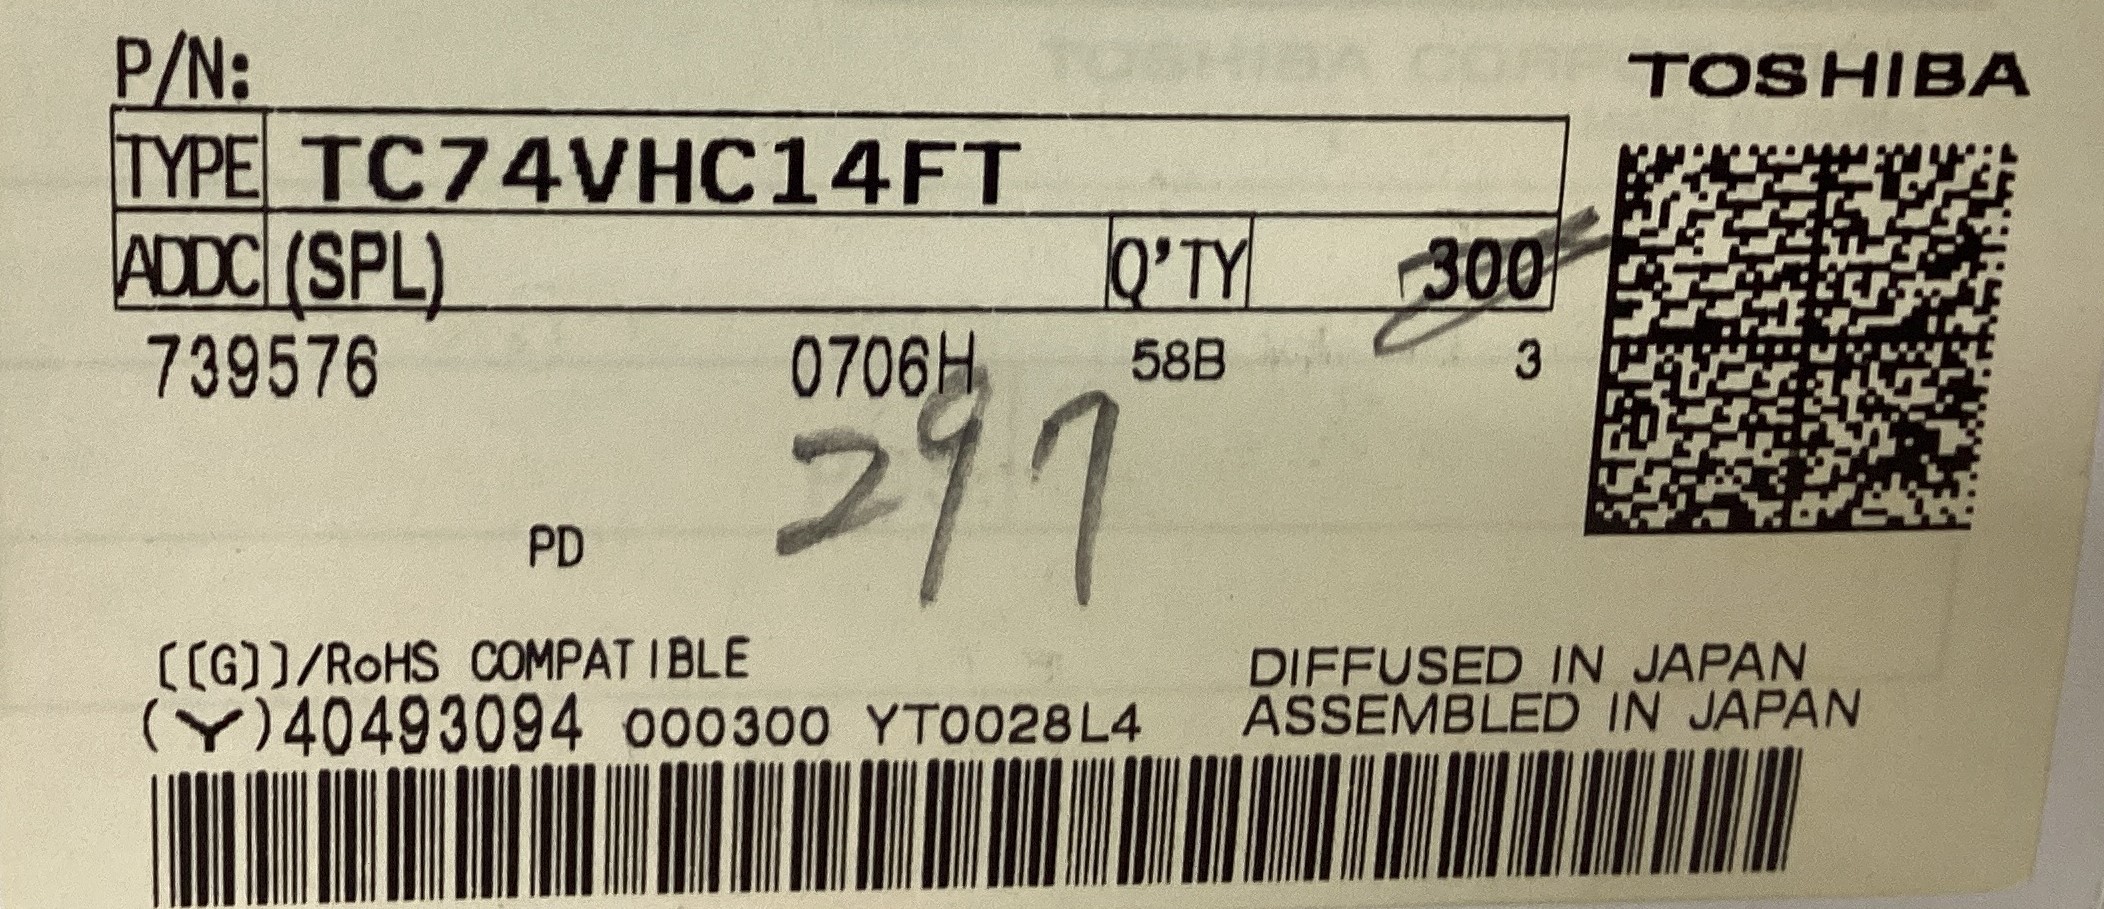 P/N:
TOSHIBA
TYPE TC74VHC14FT
ADDC (SPL) Q'TY 300
739576 0706H 58B 3
297
PD
[[G]]/RoHS COMPATIBLE
DIFFUSED IN JAPAN
(Y)40493094 000300 YT0028L4
ASSEMBLED IN JAPAN